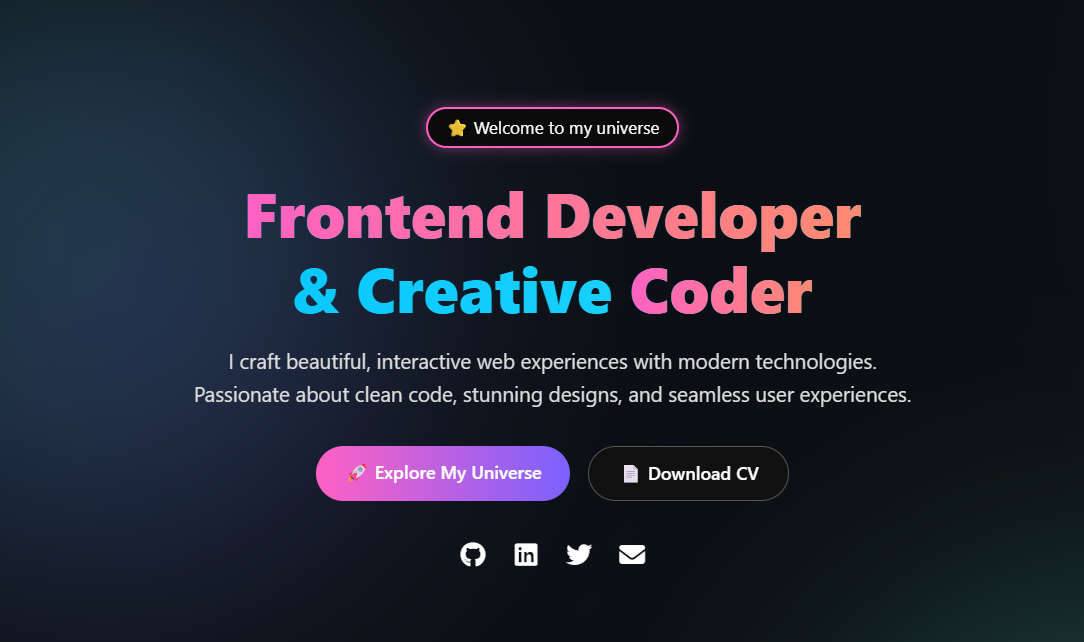 ⭐ Welcome to my universe
Frontend Developer
& Creative Coder
I craft beautiful, interactive web experiences with modern technologies.
Passionate about clean code, stunning designs, and seamless user experiences.
🚀 Explore My Universe
📄 Download CV
in